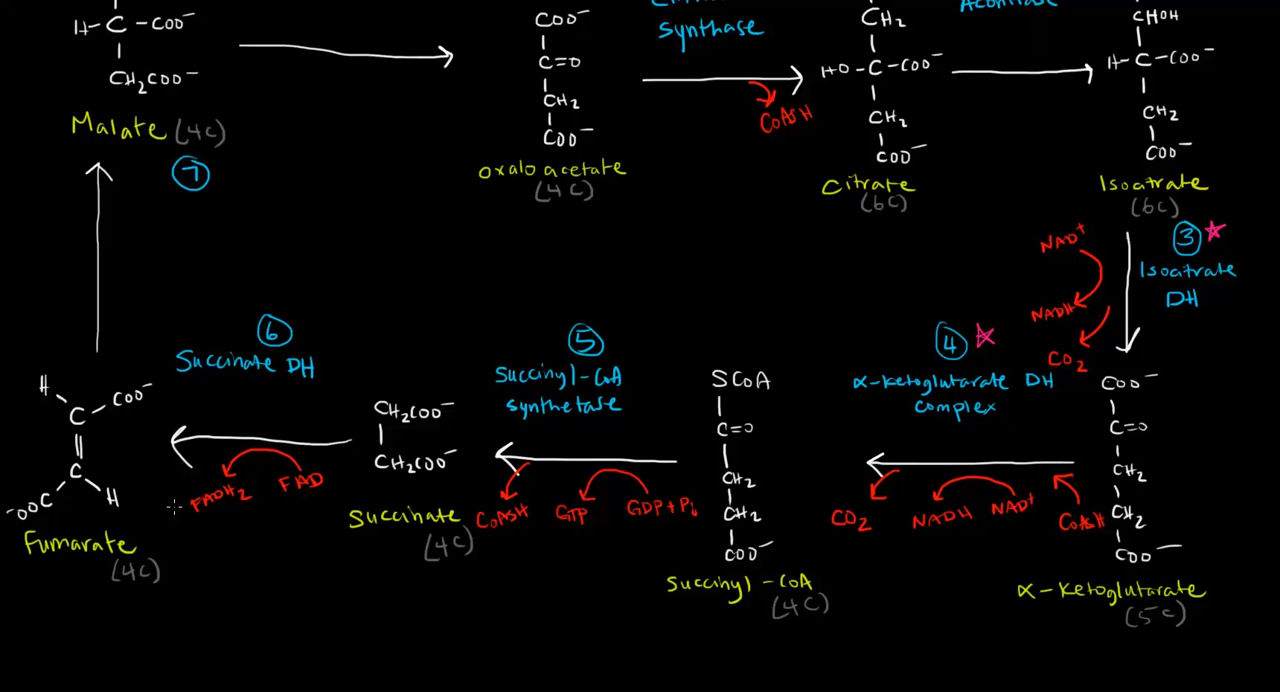 H-C-COO⁻
CH₂COO⁻
Malate (4C)
7
COO⁻
C=O
CH₂
COO⁻
oxaloacetate
(4C)
synthase
CoASH
CH₂
HO-C-COO⁻
CH₂
COO⁻
Citrate
(6C)
Aconitase
CHOH
H-C-COO⁻
CH₂
COO⁻
Isocitrate
(6C)
3
Isocitrate
DH
NAD⁺
NADH
CO₂
COO⁻
C=O
CH₂
CH₂
COO⁻
α-Ketoglutarate
(5C)
4
α-ketoglutarate DH
complex
CO₂
NADH
NAD⁺
CoASH
SCoA
C=O
CH₂
CH₂
COO⁻
Succinyl-CoA
(4C)
5
Succinyl-CoA
synthetase
CoASH
GTP
GDP+Pi
CH₂COO⁻
CH₂COO⁻
Succinate
(4C)
6
Succinate DH
FADH₂
FAD
H
C
COO⁻
C
⁻OOC
H
Fumarate
(4C)